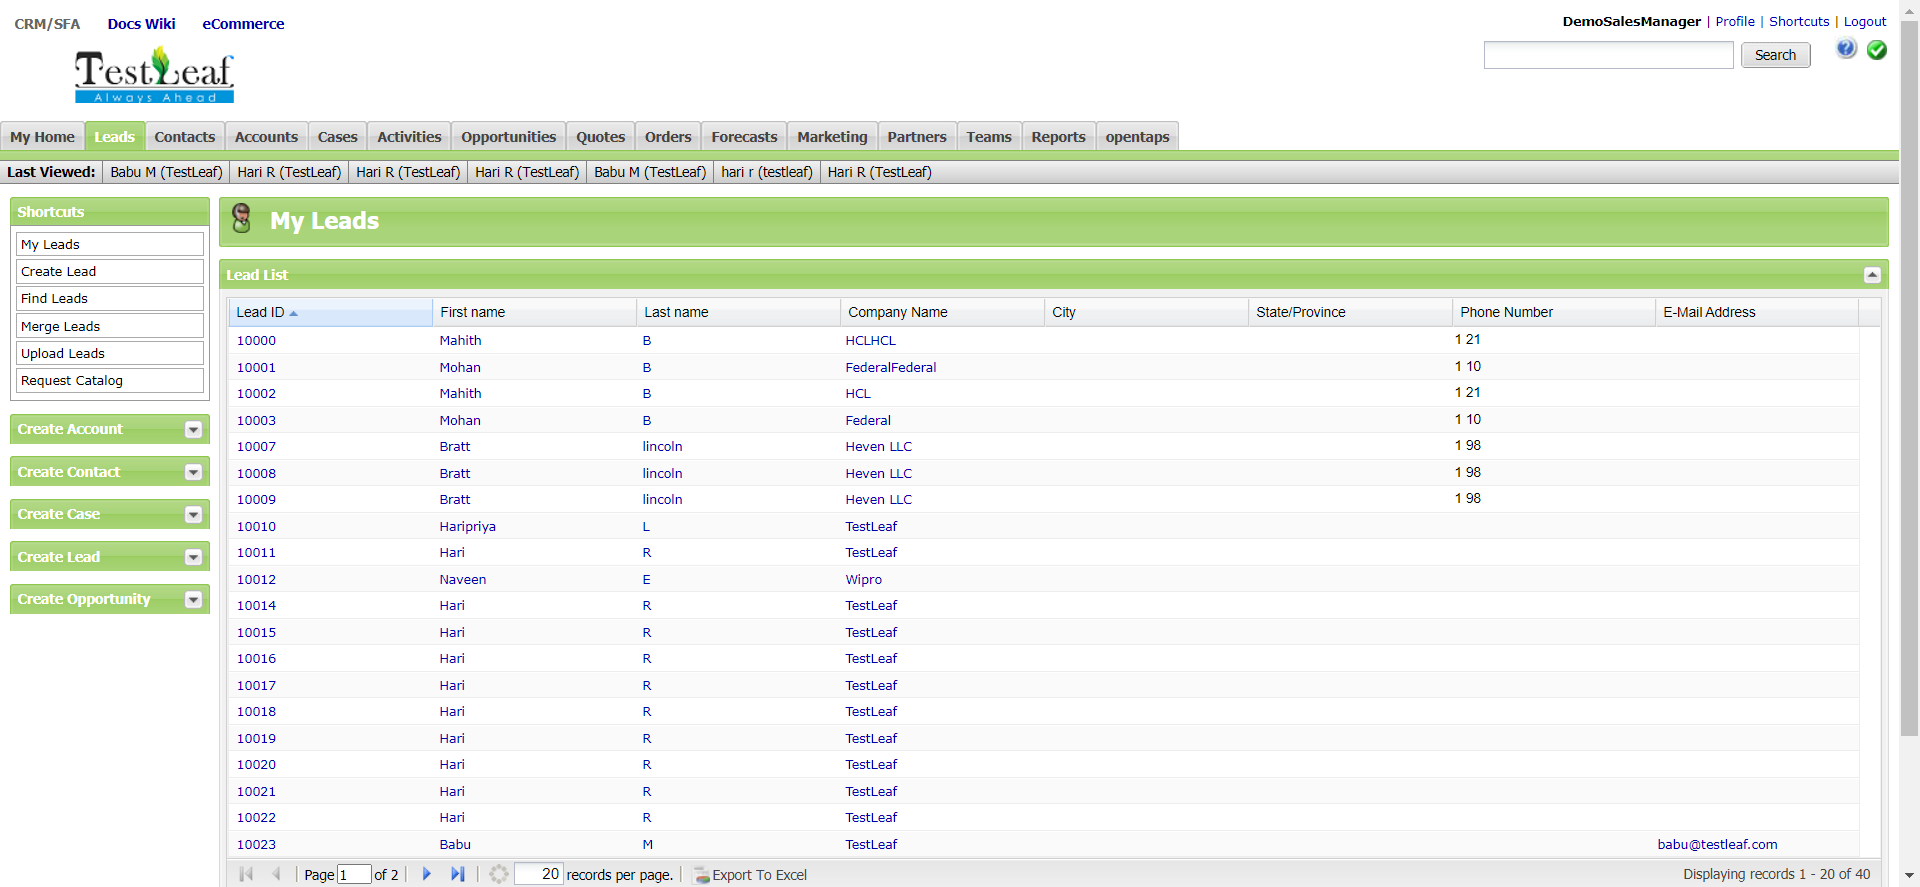 CRM/SFA Docs Wiki eCommerce
DemoSalesManager | Profile | Shortcuts | Logout
Search
TestLeaf
Always Ahead
My Home Leads Contacts Accounts Cases Activities Opportunities Quotes Orders Forecasts Marketing Partners Teams Reports opentaps
Last Viewed: Babu M (TestLeaf) Hari R (TestLeaf) Hari R (TestLeaf) Hari R (TestLeaf) Babu M (TestLeaf) hari r (testleaf) Hari R (TestLeaf)
Shortcuts
My Leads
Create Lead
Find Leads
Merge Leads
Upload Leads
Request Catalog
Create Account
Create Contact
Create Case
Create Lead
Create Opportunity
My Leads
Lead List
Lead ID First name Last name Company Name City State/Province Phone Number E-Mail Address
10000 Mahith B HCLHCL 1 21
10001 Mohan B FederalFederal 1 10
10002 Mahith B HCL 1 21
10003 Mohan B Federal 1 10
10007 Bratt lincoln Heven LLC 1 98
10008 Bratt lincoln Heven LLC 1 98
10009 Bratt lincoln Heven LLC 1 98
10010 Haripriya L TestLeaf
10011 Hari R TestLeaf
10012 Naveen E Wipro
10014 Hari R TestLeaf
10015 Hari R TestLeaf
10016 Hari R TestLeaf
10017 Hari R TestLeaf
10018 Hari R TestLeaf
10019 Hari R TestLeaf
10020 Hari R TestLeaf
10021 Hari R TestLeaf
10022 Hari R TestLeaf
10023 Babu M TestLeaf babu@testleaf.com
Page 1 of 2 20 records per page. Export To Excel Displaying records 1 - 20 of 40